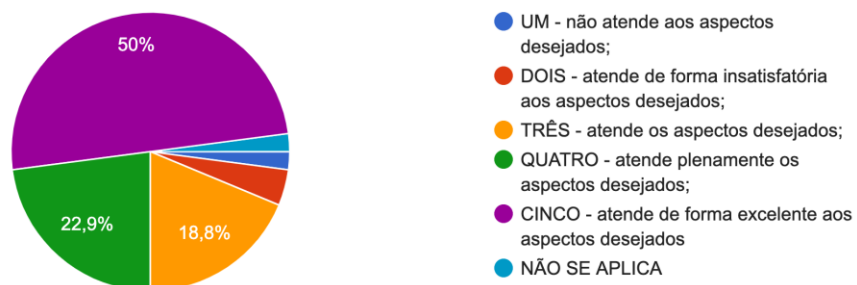 50%
22,9%
18,8%
UM - não atende aos aspectos
desejados;
DOIS - atende de forma insatisfatória
aos aspectos desejados;
TRÊS - atende os aspectos desejados;
QUATRO - atende plenamente os
aspectos desejados;
CINCO - atende de forma excelente aos
aspectos desejados
NÃO SE APLICA